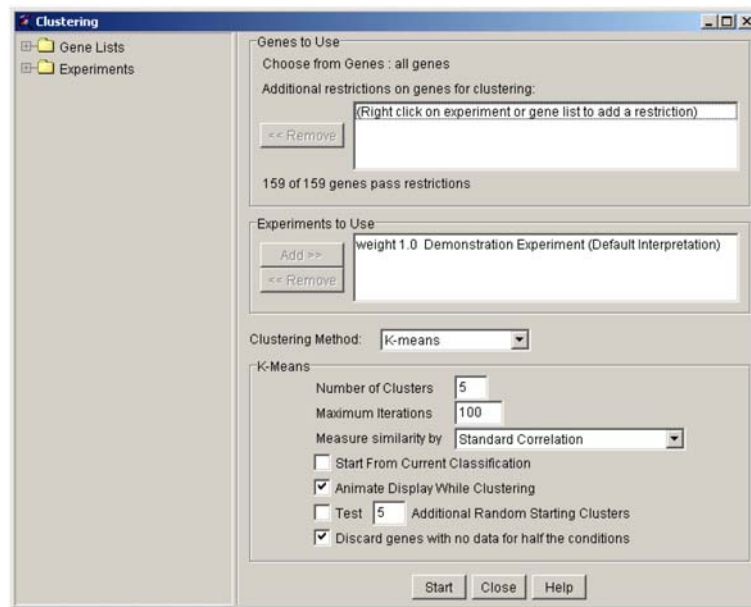 Clustering
Gene Lists
Experiments
Genes to Use
Choose from Genes : all genes
Additional restrictions on genes for clustering:
(Right click on experiment or gene list to add a restriction)
<< Remove
159 of 159 genes pass restrictions
Experiments to Use
Add >>
<< Remove
weight 1.0 Demonstration Experiment (Default Interpretation)
Clustering Method: K-means
K-Means
Number of Clusters 5
Maximum Iterations 100
Measure similarity by Standard Correlation
Start From Current Classification
Animate Display While Clustering
Test 5 Additional Random Starting Clusters
Discard genes with no data for half the conditions
Start Close Help